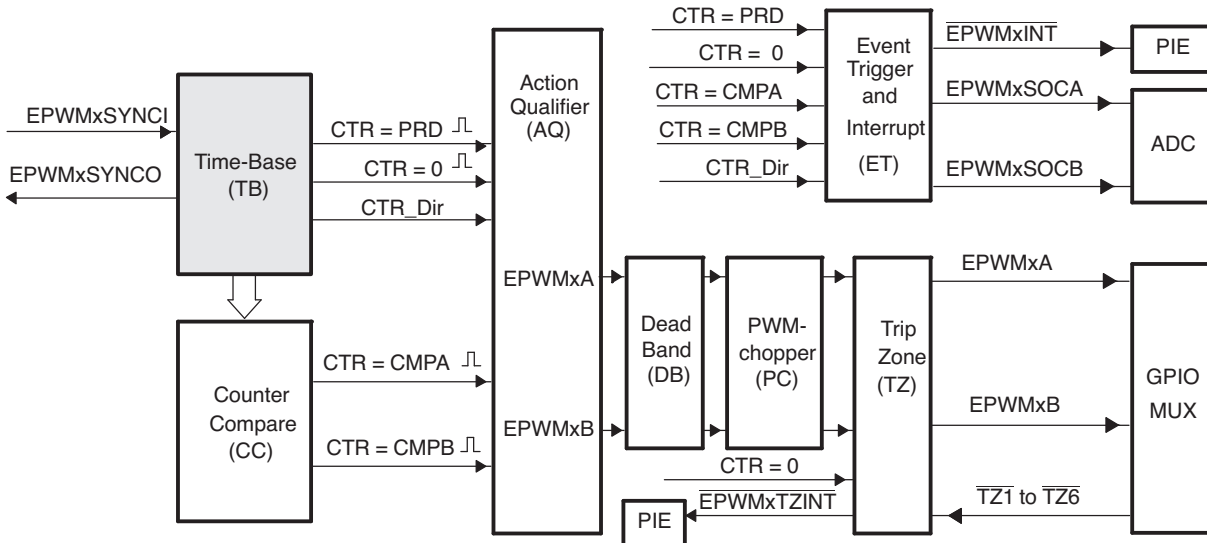 EPWMxSYNCI
EPWMxSYNCO
Time-Base
(TB)
CTR = PRD
CTR = 0
CTR_Dir
Counter
Compare
(CC)
CTR = CMPA
CTR = CMPB
Action
Qualifier
(AQ)
EPWMxA
EPWMxB
CTR = PRD
CTR = 0
CTR = CMPA
CTR = CMPB
CTR_Dir
Event
Trigger
and
Interrupt
(ET)
EPWMxINT
EPWMxSOCA
EPWMxSOCB
PIE
ADC
Dead
Band
(DB)
PWM-
chopper
(PC)
Trip
Zone
(TZ)
CTR = 0
EPWMxTZINT
PIE
EPWMxA
EPWMxB
TZ1 to TZ6
GPIO
MUX